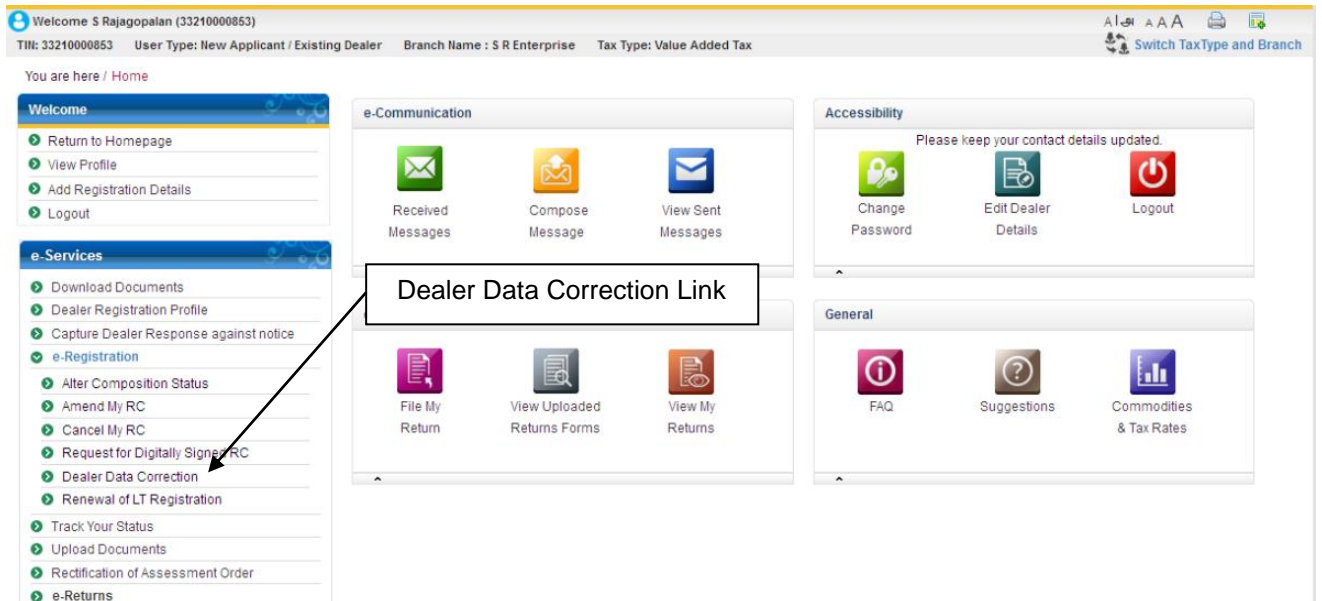 Welcome S Rajagopalan (33210000853)
A | அ A A A
TIN: 33210000853 User Type: New Applicant / Existing Dealer Branch Name : S R Enterprise Tax Type: Value Added Tax
Switch TaxType and Branch
You are here / Home
Welcome
Return to Homepage
View Profile
Add Registration Details
Logout
e-Services
Download Documents
Dealer Registration Profile
Capture Dealer Response against notice
e-Registration
Alter Composition Status
Amend My RC
Cancel My RC
Request for Digitally Signed RC
Dealer Data Correction
Renewal of LT Registration
Track Your Status
Upload Documents
Rectification of Assessment Order
e-Returns
e-Communication
Received
Messages
Compose
Message
View Sent
Messages
Dealer Data Correction Link
File My
Return
View Uploaded
Returns Forms
View My
Returns
Accessibility
Please keep your contact details updated.
Change
Password
Edit Dealer
Details
Logout
General
FAQ
Suggestions
Commodities
& Tax Rates